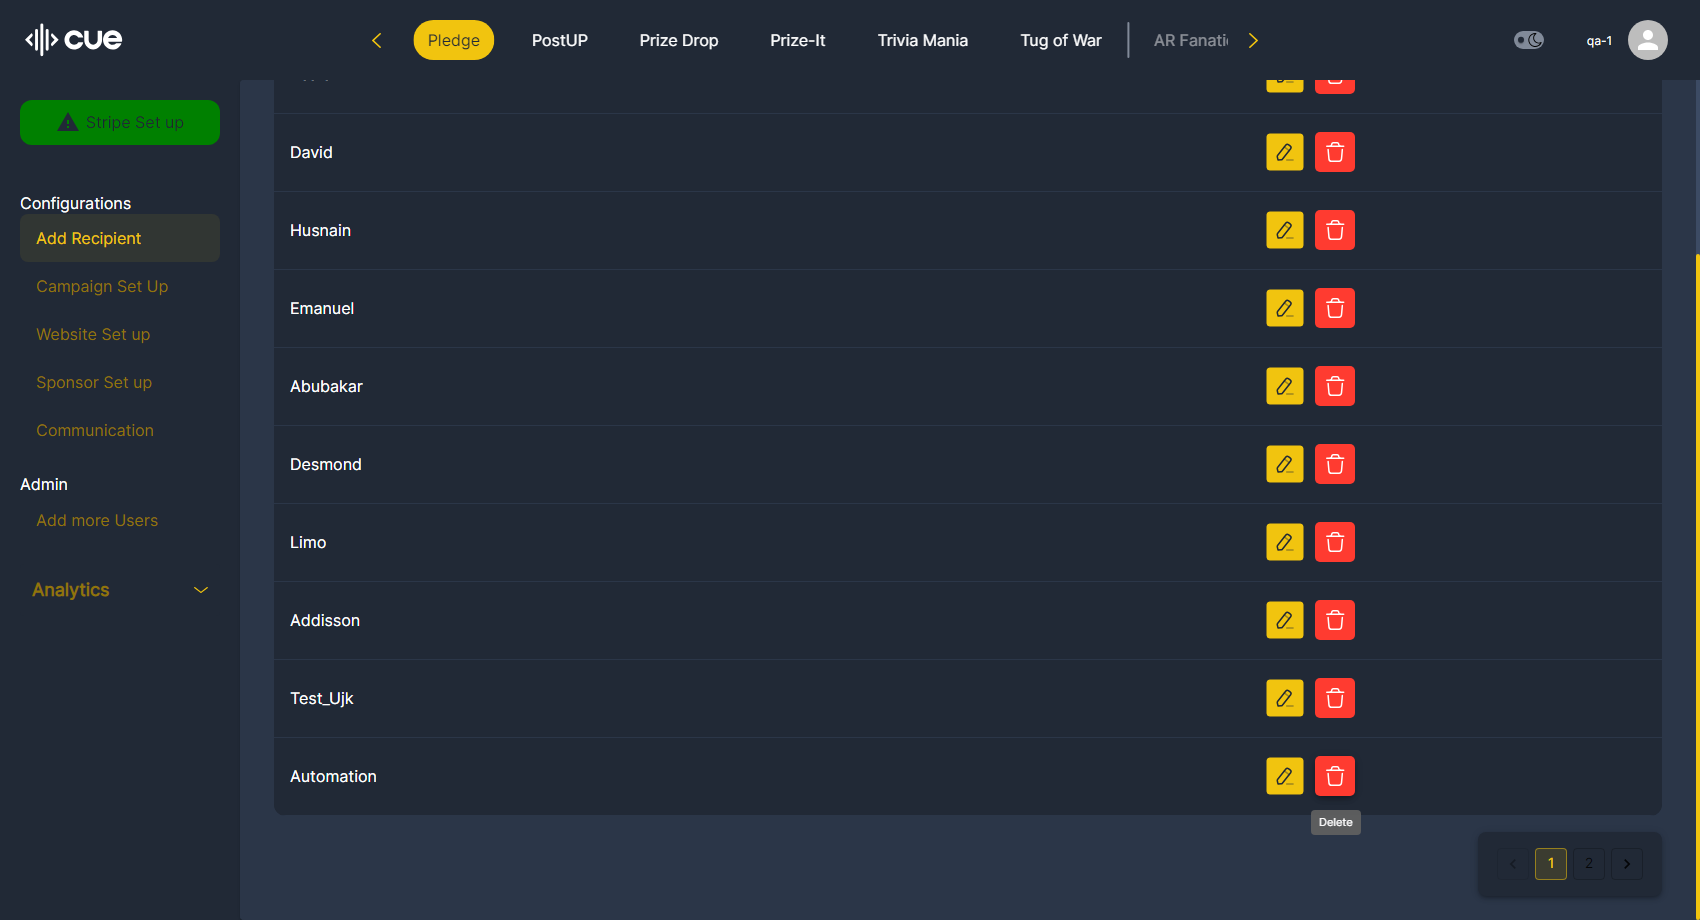 cue
Pledge
PostUP
Prize Drop
Prize-It
Trivia Mania
Tug of War
AR Fanati
qa-1
Stripe Set up
Configurations
Add Recipient
Campaign Set Up
Website Set up
Sponsor Set up
Communication
Admin
Add more Users
Analytics
David
Husnain
Emanuel
Abubakar
Desmond
Limo
Addisson
Test_Ujk
Automation
Delete
1
2